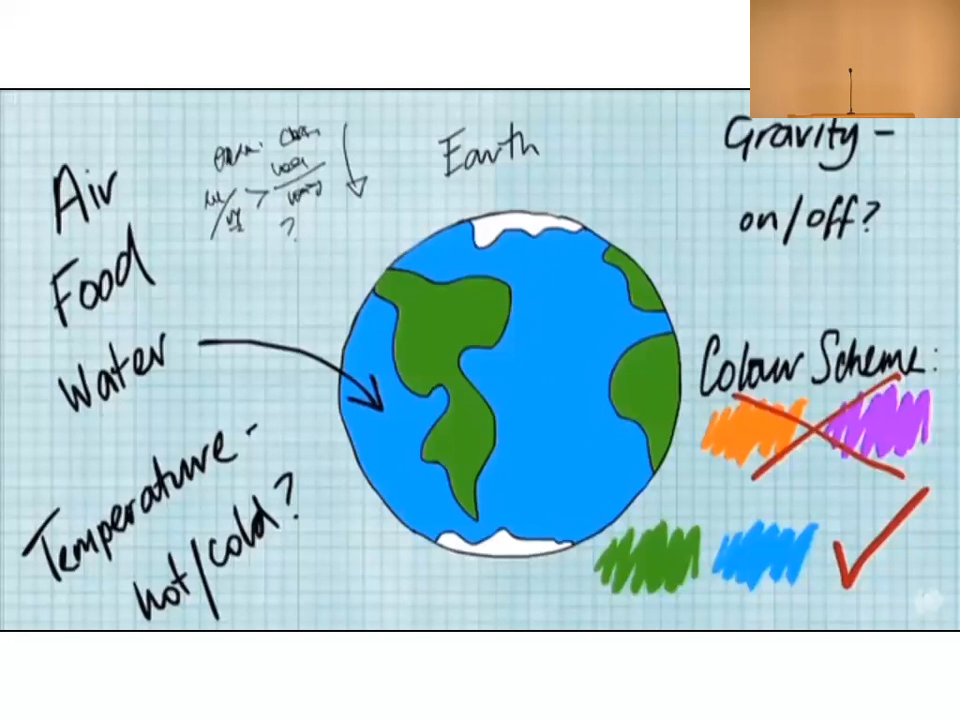 Earth
Gravity -
on/off?
Air
Food
Water
Colour Scheme:
Temperature -
hot/cold?